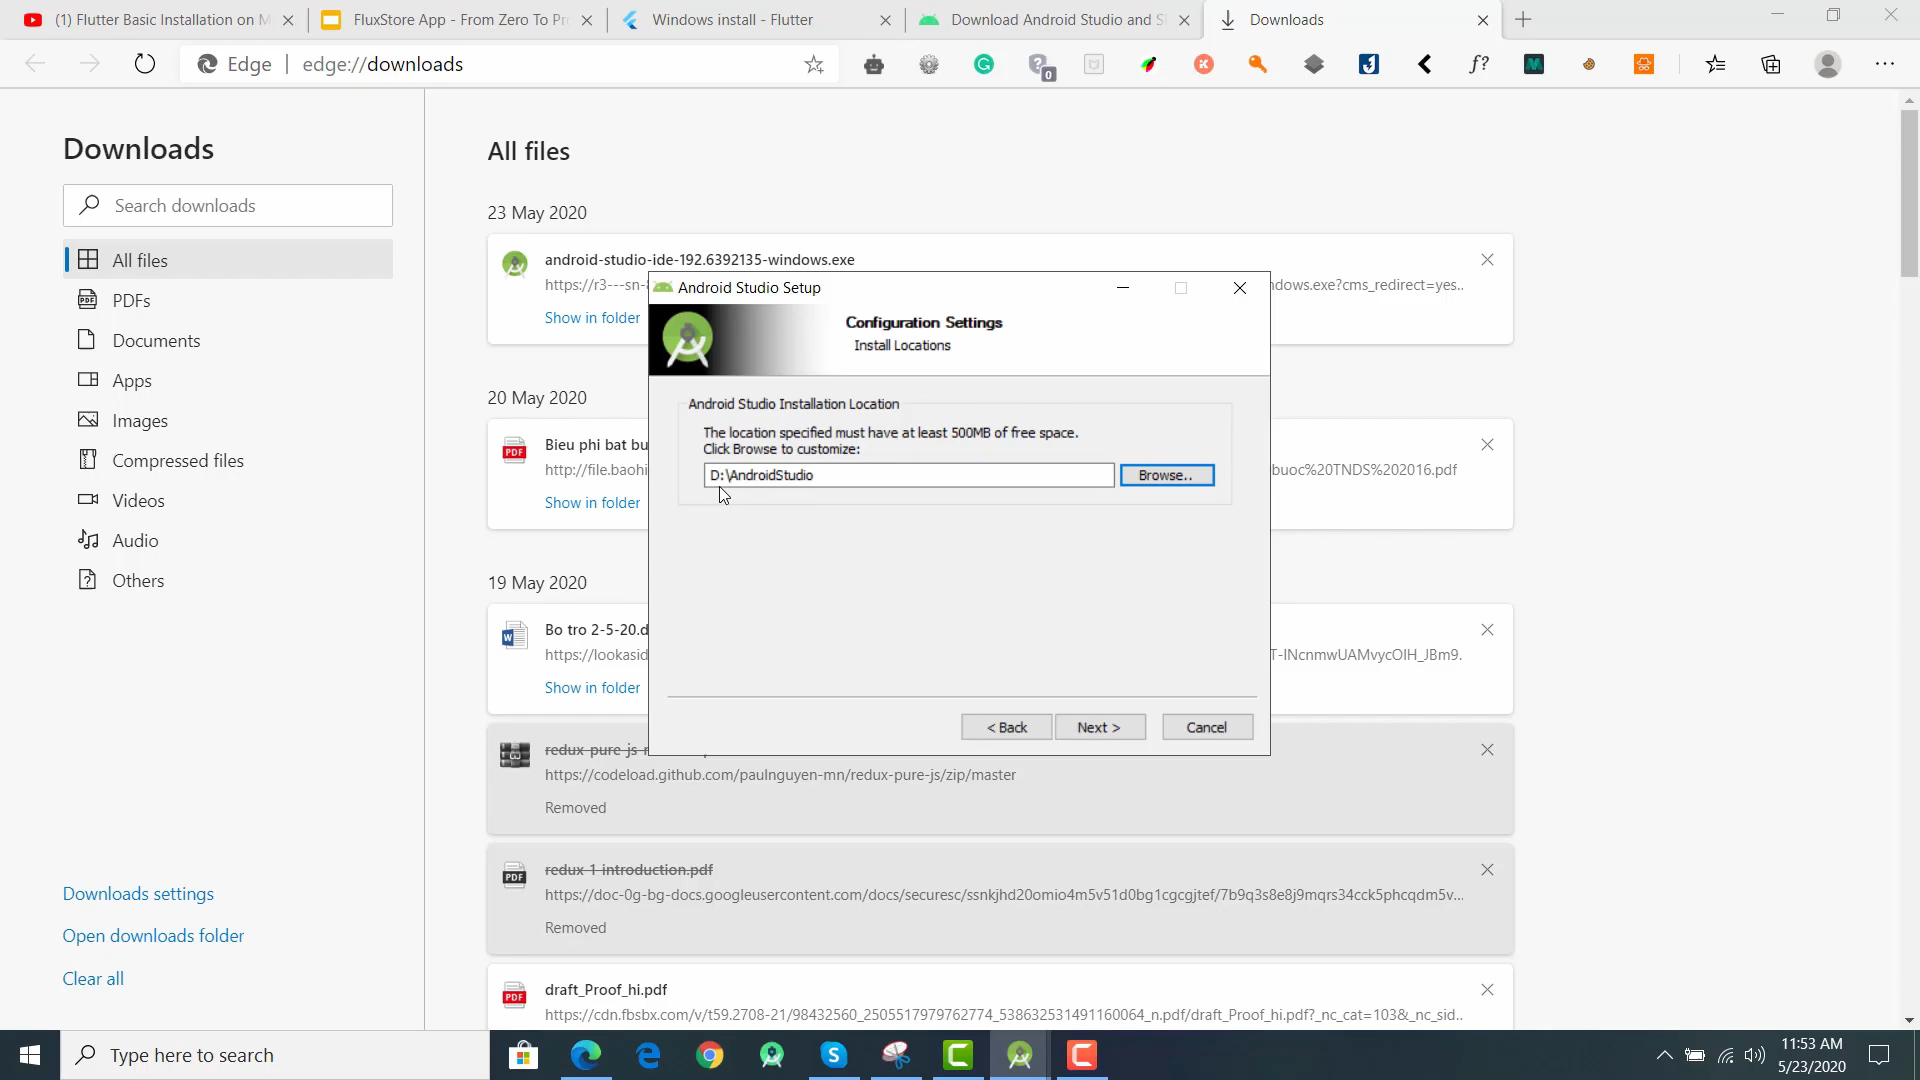 (1) Flutter Basic Installation on M
FluxStore App - From Zero To Pr
Windows install - Flutter
Download Android Studio and S
Downloads
Edge
edge://downloads
Downloads
Search downloads
All files
PDFs
Documents
Apps
Images
Compressed files
Videos
Audio
Others
Downloads settings
Open downloads folder
Clear all
All files
23 May 2020
android-studio-ide-192.6392135-windows.exe
https://r3---sn- ndows.exe?cms_redirect=yes..
Show in folder
20 May 2020
Bieu phi bat bu
http://file.baohi buoc%20TNDS%202016.pdf
Show in folder
19 May 2020
Bo tro 2-5-20.d
https://lookasid T-INcnmwUAMvycOIH_JBm9.
Show in folder
redux-pure-js-
https://codeload.github.com/paulnguyen-mn/redux-pure-js/zip/master
Removed
redux-1-introduction.pdf
https://doc-0g-bg-docs.googleusercontent.com/docs/securesc/ssnkjhd20omio4m5v51d0bg1cgcgjtef/7b9q3s8e8j9mqrs34cck5phcqdm5v...
Removed
draft_Proof_hi.pdf
https://cdn.fbsbx.com/v/t59.2708-21/98432560_2505517979762774_538632531491160064_n.pdf/draft_Proof_hi.pdf?_nc_cat=103&_nc_sid..
Android Studio Setup
Configuration Settings
Install Locations
Android Studio Installation Location
The location specified must have at least 500MB of free space.
Click Browse to customize:
D:\AndroidStudio
Browse..
< Back
Next >
Cancel
Type here to search
11:53 AM
5/23/2020